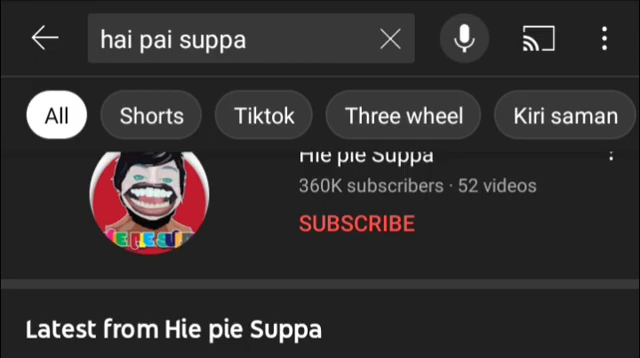 hai pai suppa
All Shorts Tiktok Three wheel Kiri saman
Hie pie Suppa
360K subscribers · 52 videos
SUBSCRIBE
Latest from Hie pie Suppa